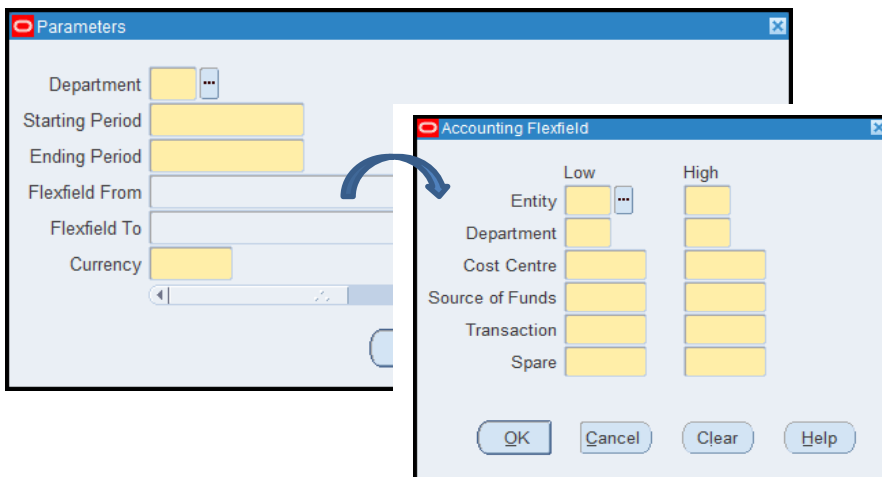 Parameters
Department
Starting Period
Ending Period
Flexfield From
Flexfield To
Currency
Accounting Flexfield
Low High
Entity
Department
Cost Centre
Source of Funds
Transaction
Spare
OK Cancel Clear Help